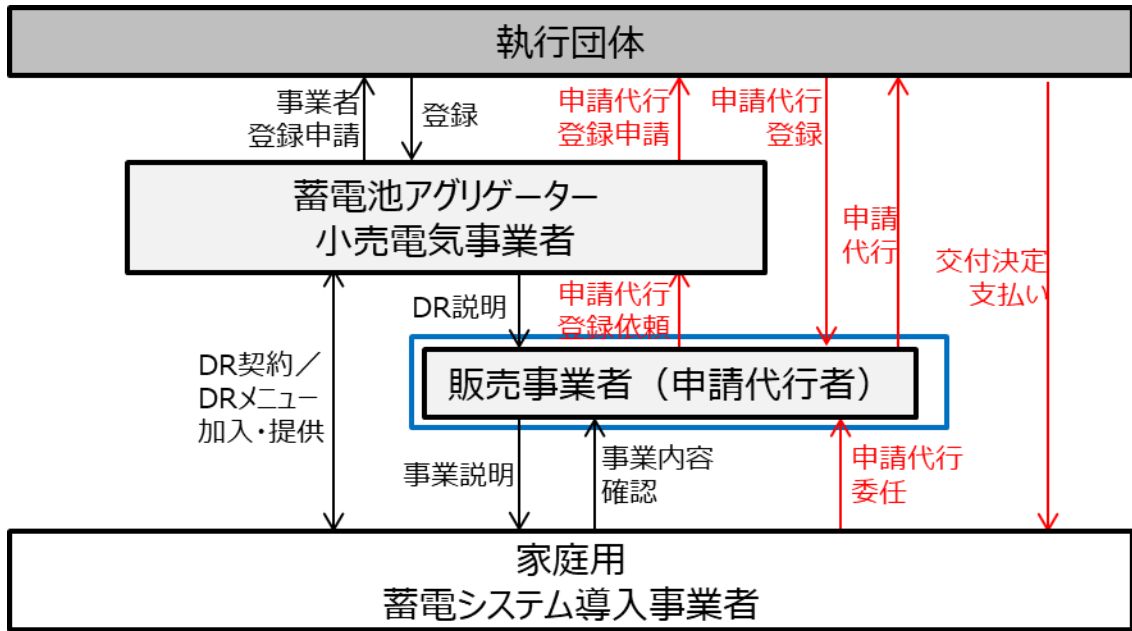 執行団体
事業者
登録申請
登録
申請代行
登録申請
申請代行
登録
蓄電池アグリゲーター
小売電気事業者
申請
代行
交付決定
支払い
DR説明
申請代行
登録依頼
DR契約／
DRメニュー
加入・提供
販売事業者（申請代行者）
事業説明
事業内容
確認
申請代行
委任
家庭用
蓄電システム導入事業者